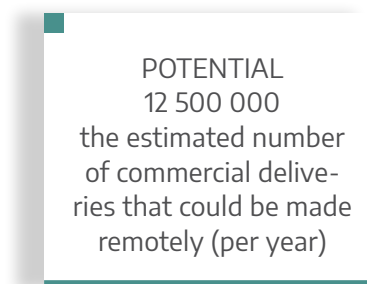 POTENTIAL
12 500 000
the estimated number
of commercial delive-
ries that could be made
remotely (per year)